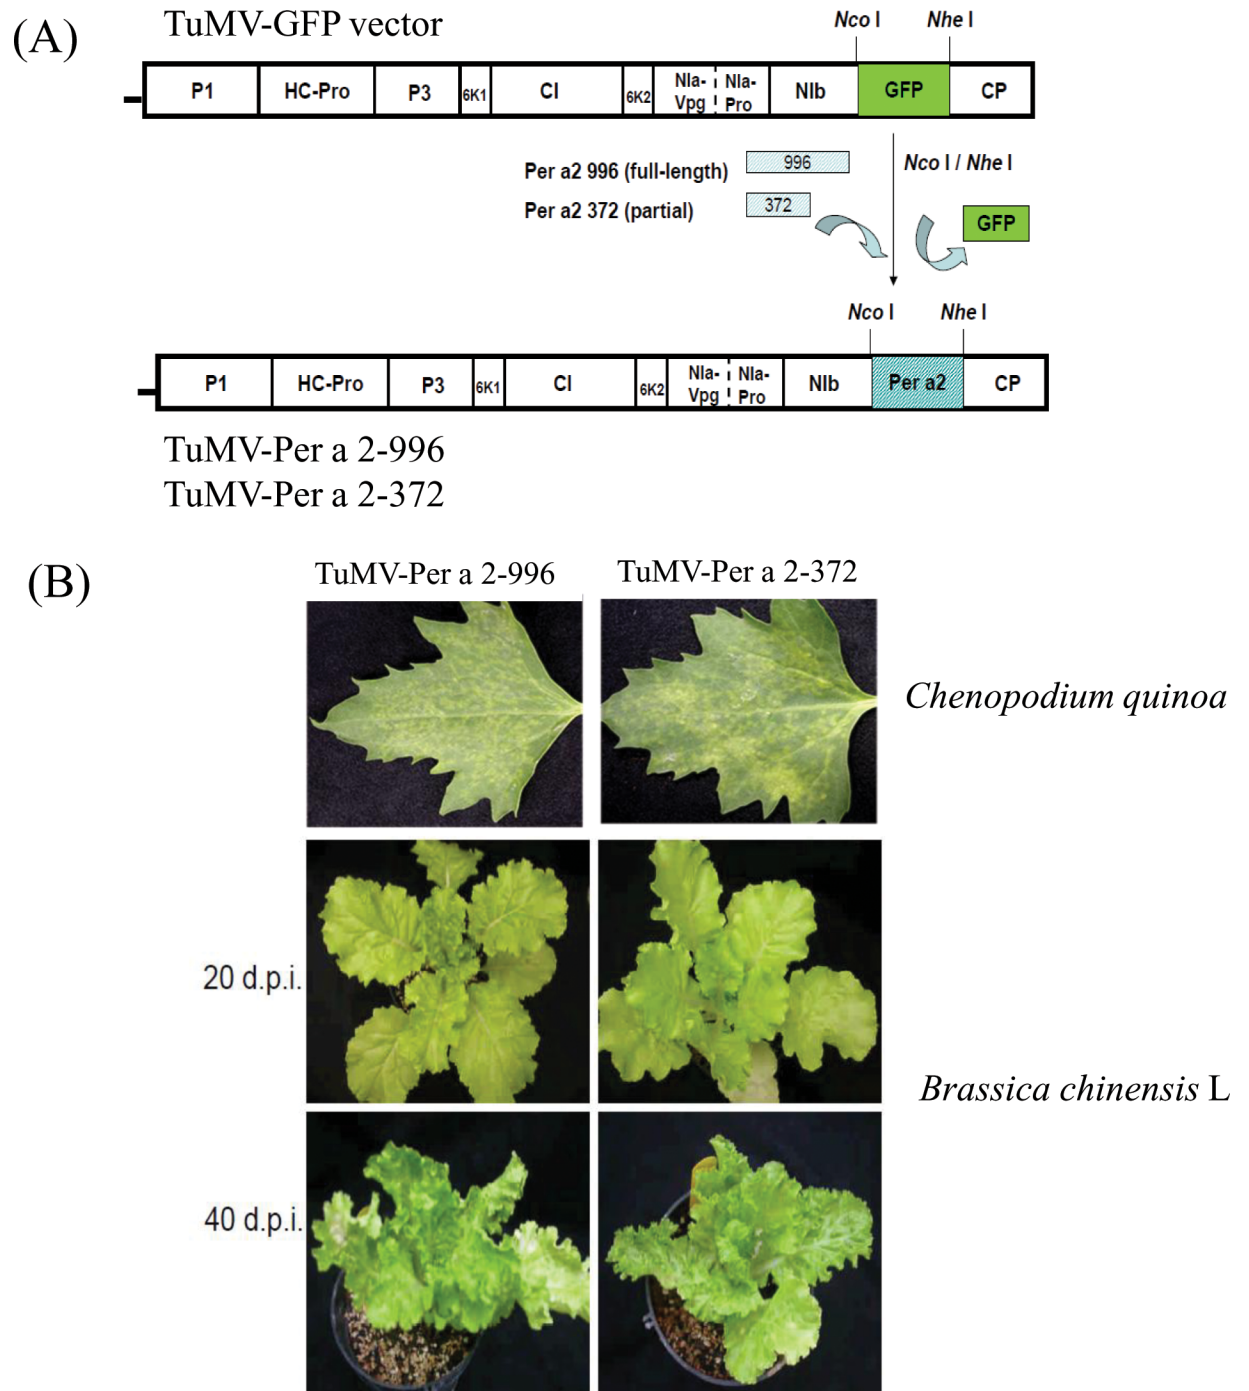 (A)
TuMV-GFP vector
Nco I
Nhe I
P1
HC-Pro
P3
6K1
CI
6K2
NIa-
Vpg
NIa-
Pro
NIb
GFP
CP
Per a2 996 (full-length)
996
Nco I / Nhe I
Per a2 372 (partial)
372
GFP
Nco I
Nhe I
P1
HC-Pro
P3
6K1
CI
6K2
NIa-
Vpg
NIa-
Pro
NIb
Per a2
CP
TuMV-Per a 2-996
TuMV-Per a 2-372
(B)
TuMV-Per a 2-996
TuMV-Per a 2-372
Chenopodium quinoa
20 d.p.i.
Brassica chinensis L
40 d.p.i.